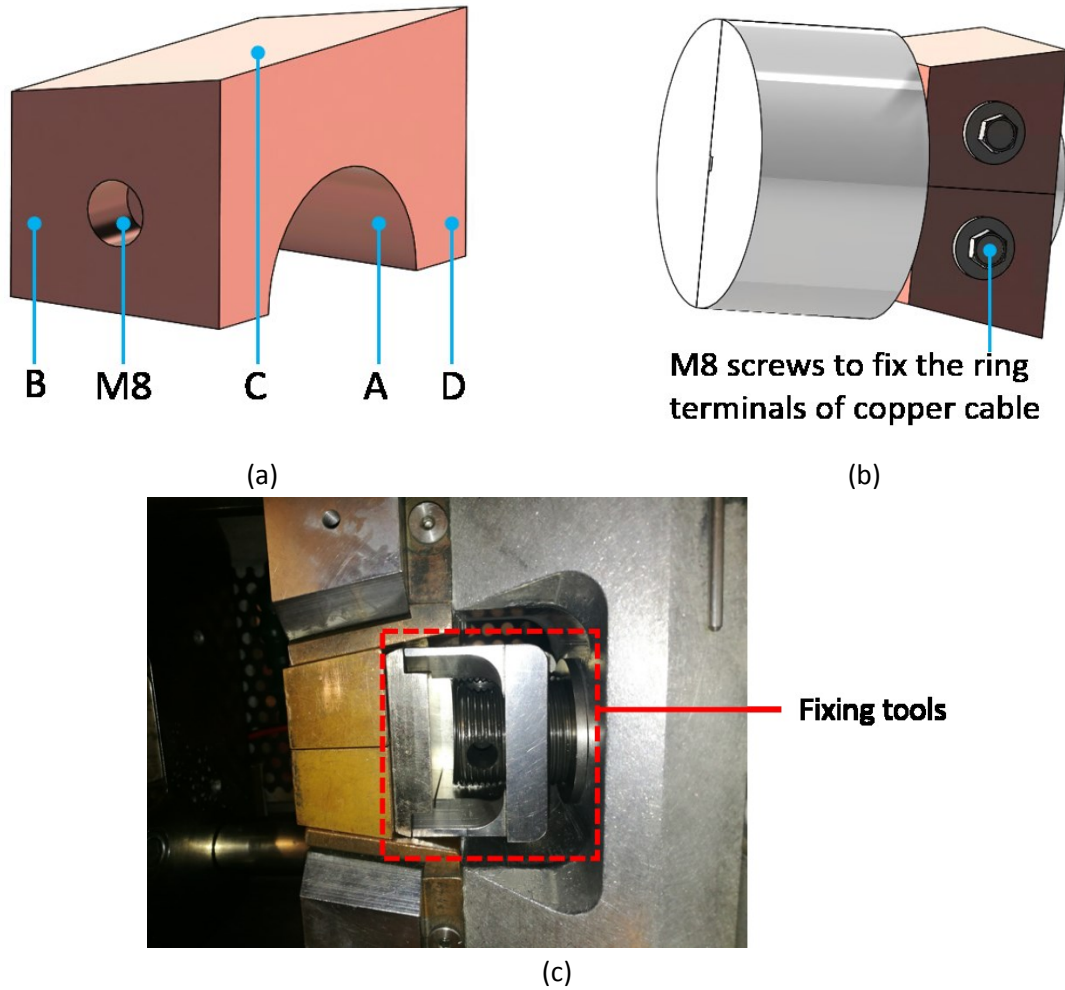 B M8 C A D
M8 screws to fix the ring
terminals of copper cable
(a)
(b)
Fixing tools
(c)